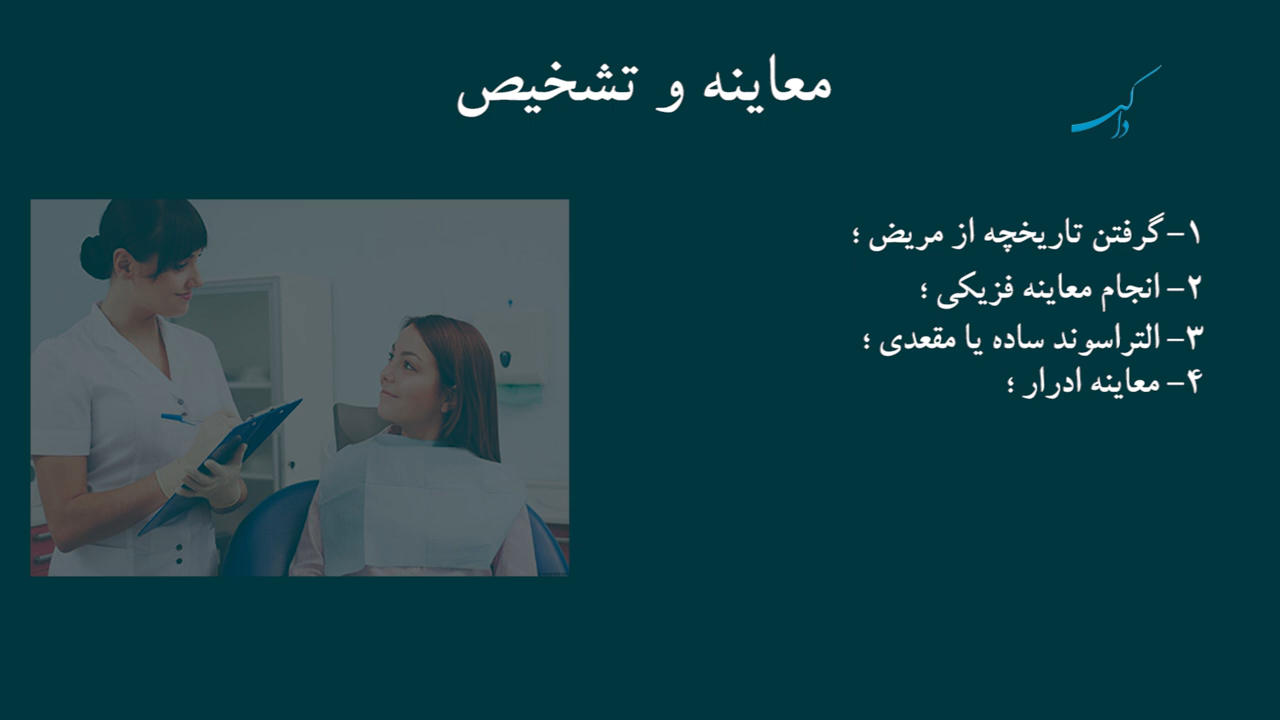 معاینه و تشخیص
داکتر
۱- گرفتن تاریخچه از مریض ؛
۲- انجام معاینه فزیکی ؛
۳- التراسوند ساده یا مقعدی ؛
۴- معاینه ادرار ؛